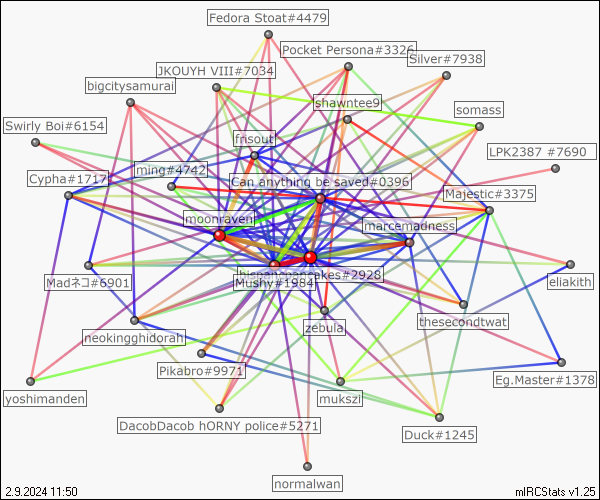 Fedora Stoat#4479
Pocket Persona#3326
Silver#7938
JKOUYH VIII#7034
bigcitysamurai
shawntee9
somass
Swirly Boi#6154
frisout
LPK2387 #7690
ming#4742
Cypha#1717
Can anything be saved#0396
Majestic#3375
moonraven
marcemadness
hispanicpancakes#2928
Madネコ#6901
Mushy#1984
eliakith
zebula
thesecondtwat
neokingghidorah
Pikabro#9971
Eg.Master#1378
yoshimanden
mukszi
DacobDacob hORNY police#5271
Duck#1245
normalwan
2.9.2024 11:50
mIRCStats v1.25